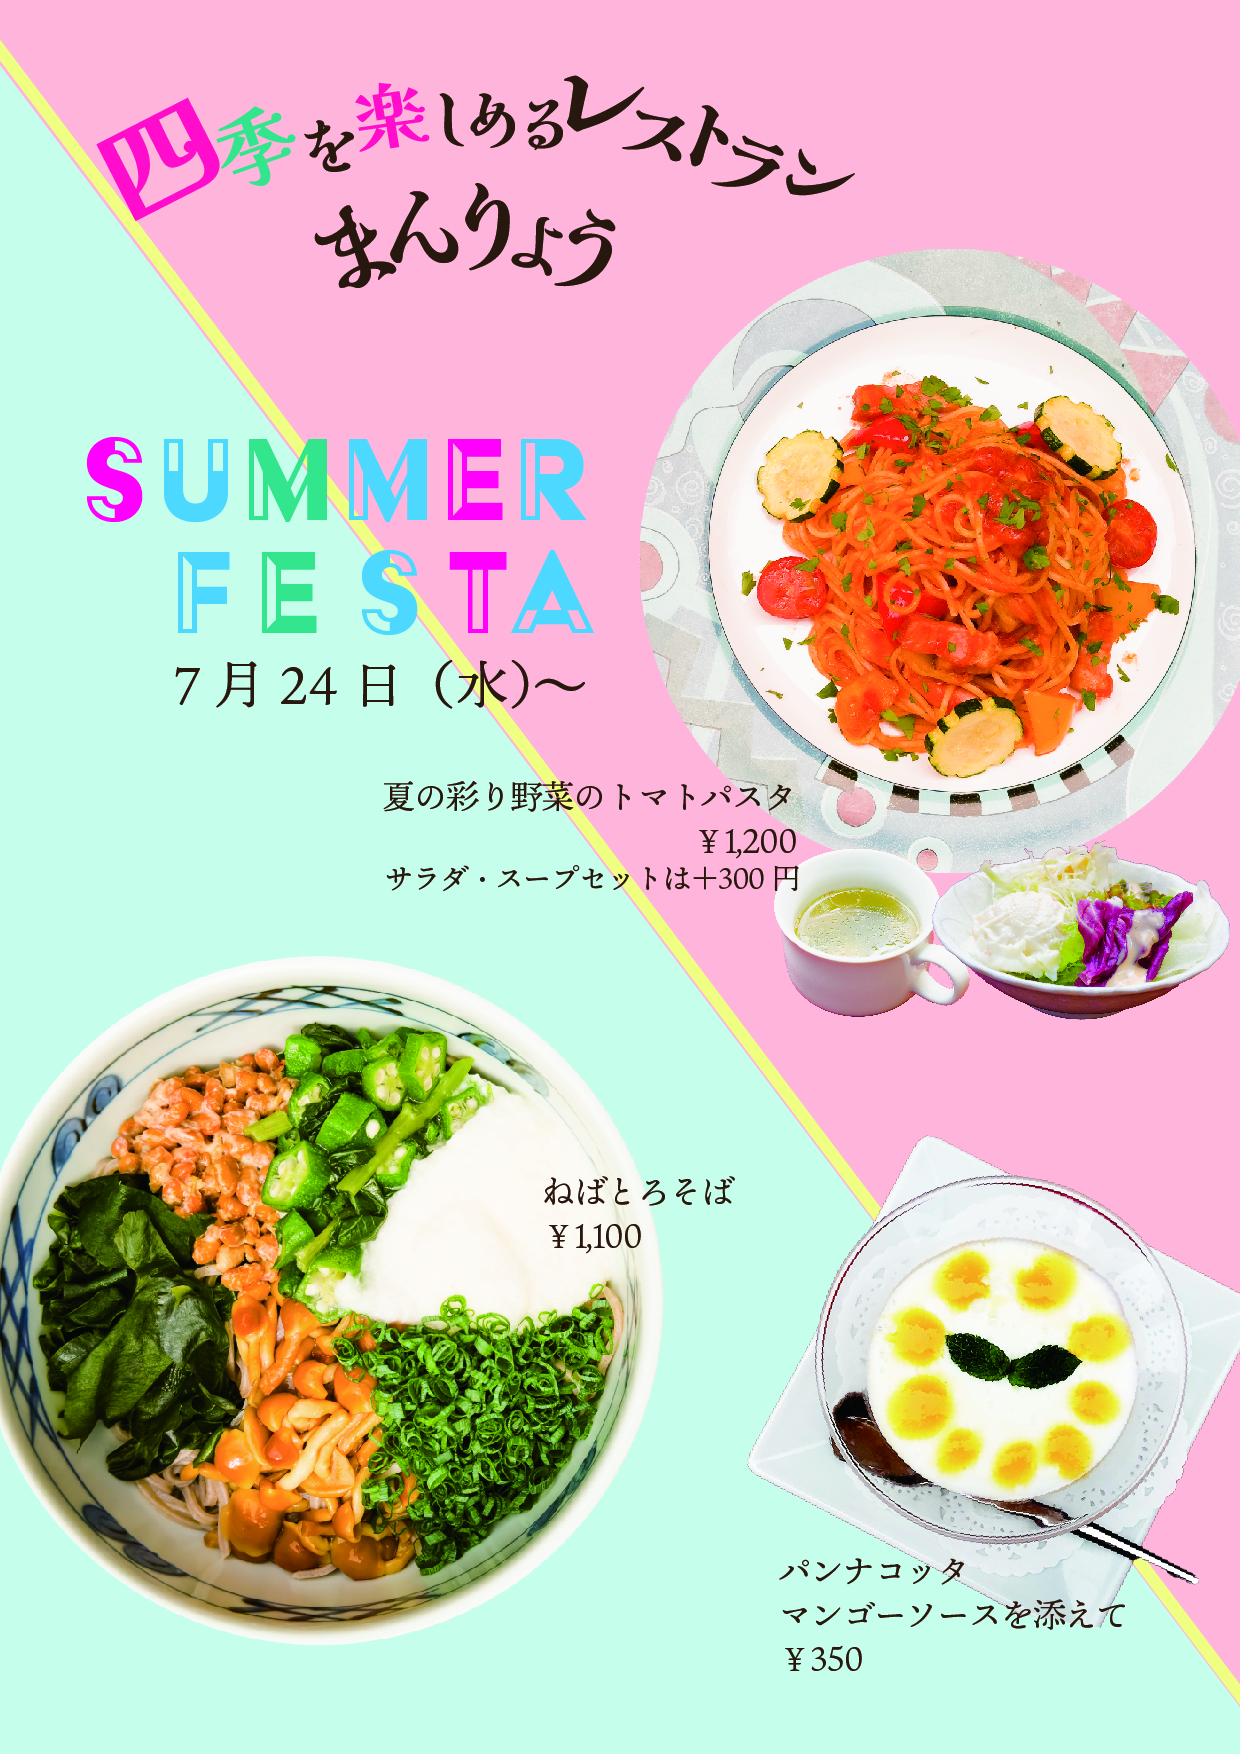 四季を楽しめるレストラン
まんりょう
SUMMER
FESTA
7月24日（水）～
夏の彩り野菜のトマトパスタ
¥1,200
サラダ・スープセットは＋300円
ねばとろそば
¥1,100
パンナコッタ
マンゴーソースを添えて
¥350